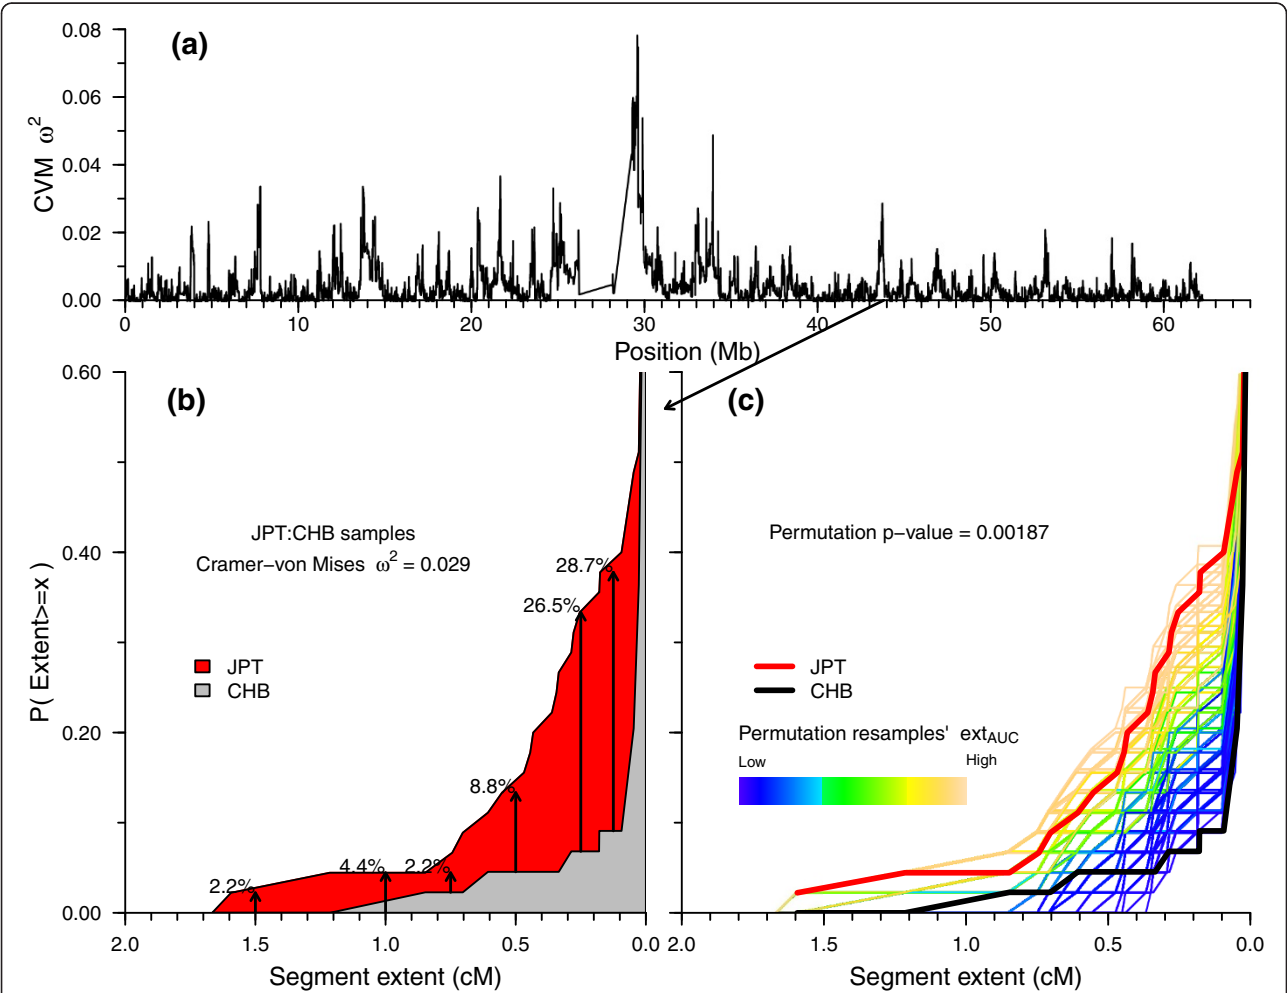 (a)
CVM ω²
0.08
0.06
0.04
0.02
0.00
0 10 20 30 40 50 60
Position (Mb)
(b)
P( Extent>=x )
0.60
0.40
0.20
0.00
JPT:CHB samples
Cramer−von Mises ω² = 0.029
28.7%
26.5%
8.8%
2.2% 4.4% 2.2%
JPT
CHB
2.0 1.5 1.0 0.5 0.0
Segment extent (cM)
(c)
Permutation p−value = 0.00187
JPT
CHB
Permutation resamples' extAUC
Low High
2.0 1.5 1.0 0.5 0.0
Segment extent (cM)